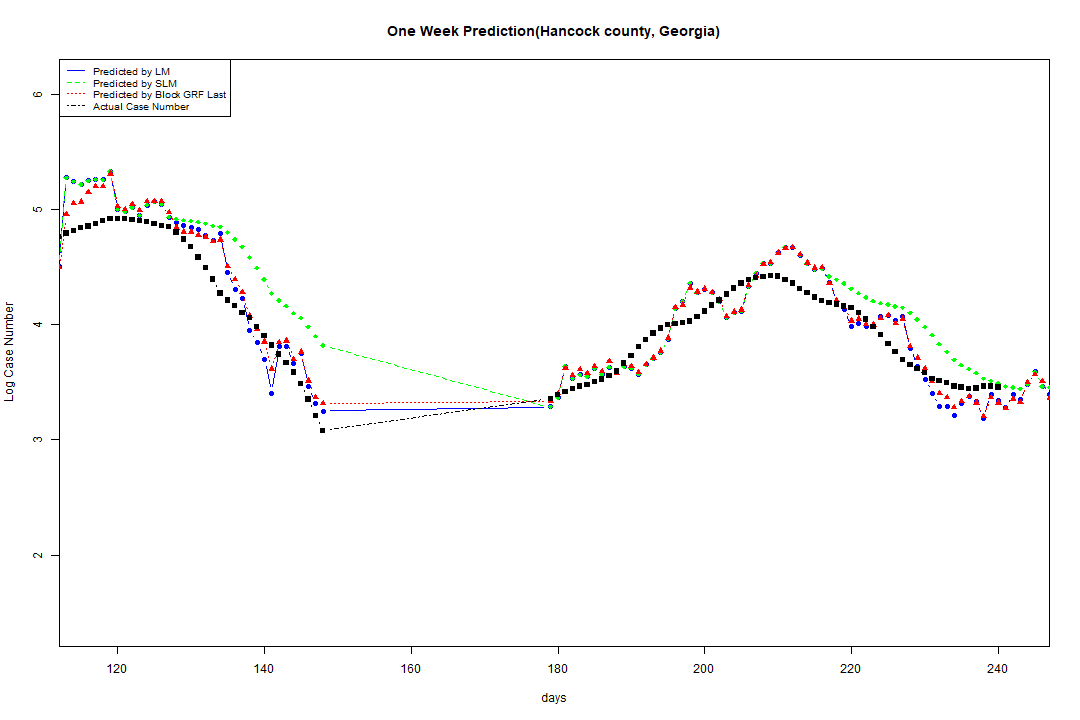 One Week Prediction(Hancock county, Georgia)
Predicted by LM
Predicted by SLM
Predicted by Block GRF Last
Actual Case Number
6
5
4
3
2
Log Case Number
120 140 160 180 200 220 240
days